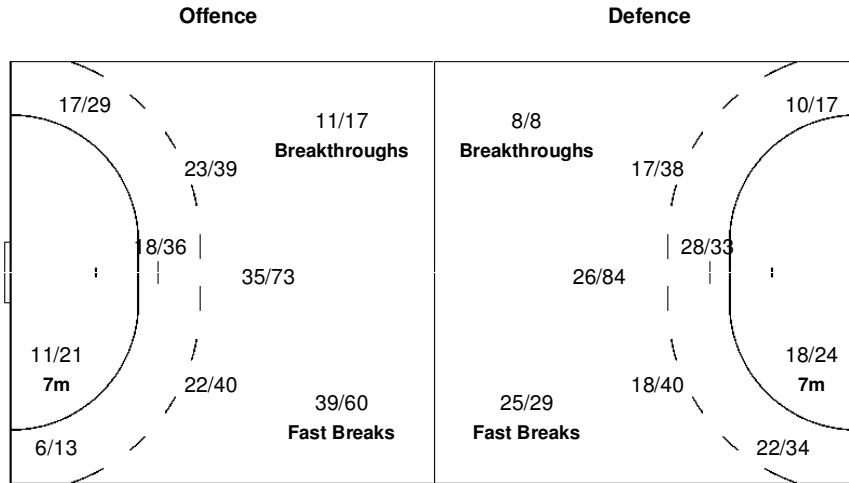 Offence Defence
17/29 11/17 8/8 10/17
Breakthroughs Breakthroughs
23/39 17/38
18/36 28/33
35/73 26/84
11/21 18/24
7m 7m
22/40 18/40
39/60 25/29
Fast Breaks Fast Breaks
6/13 22/34